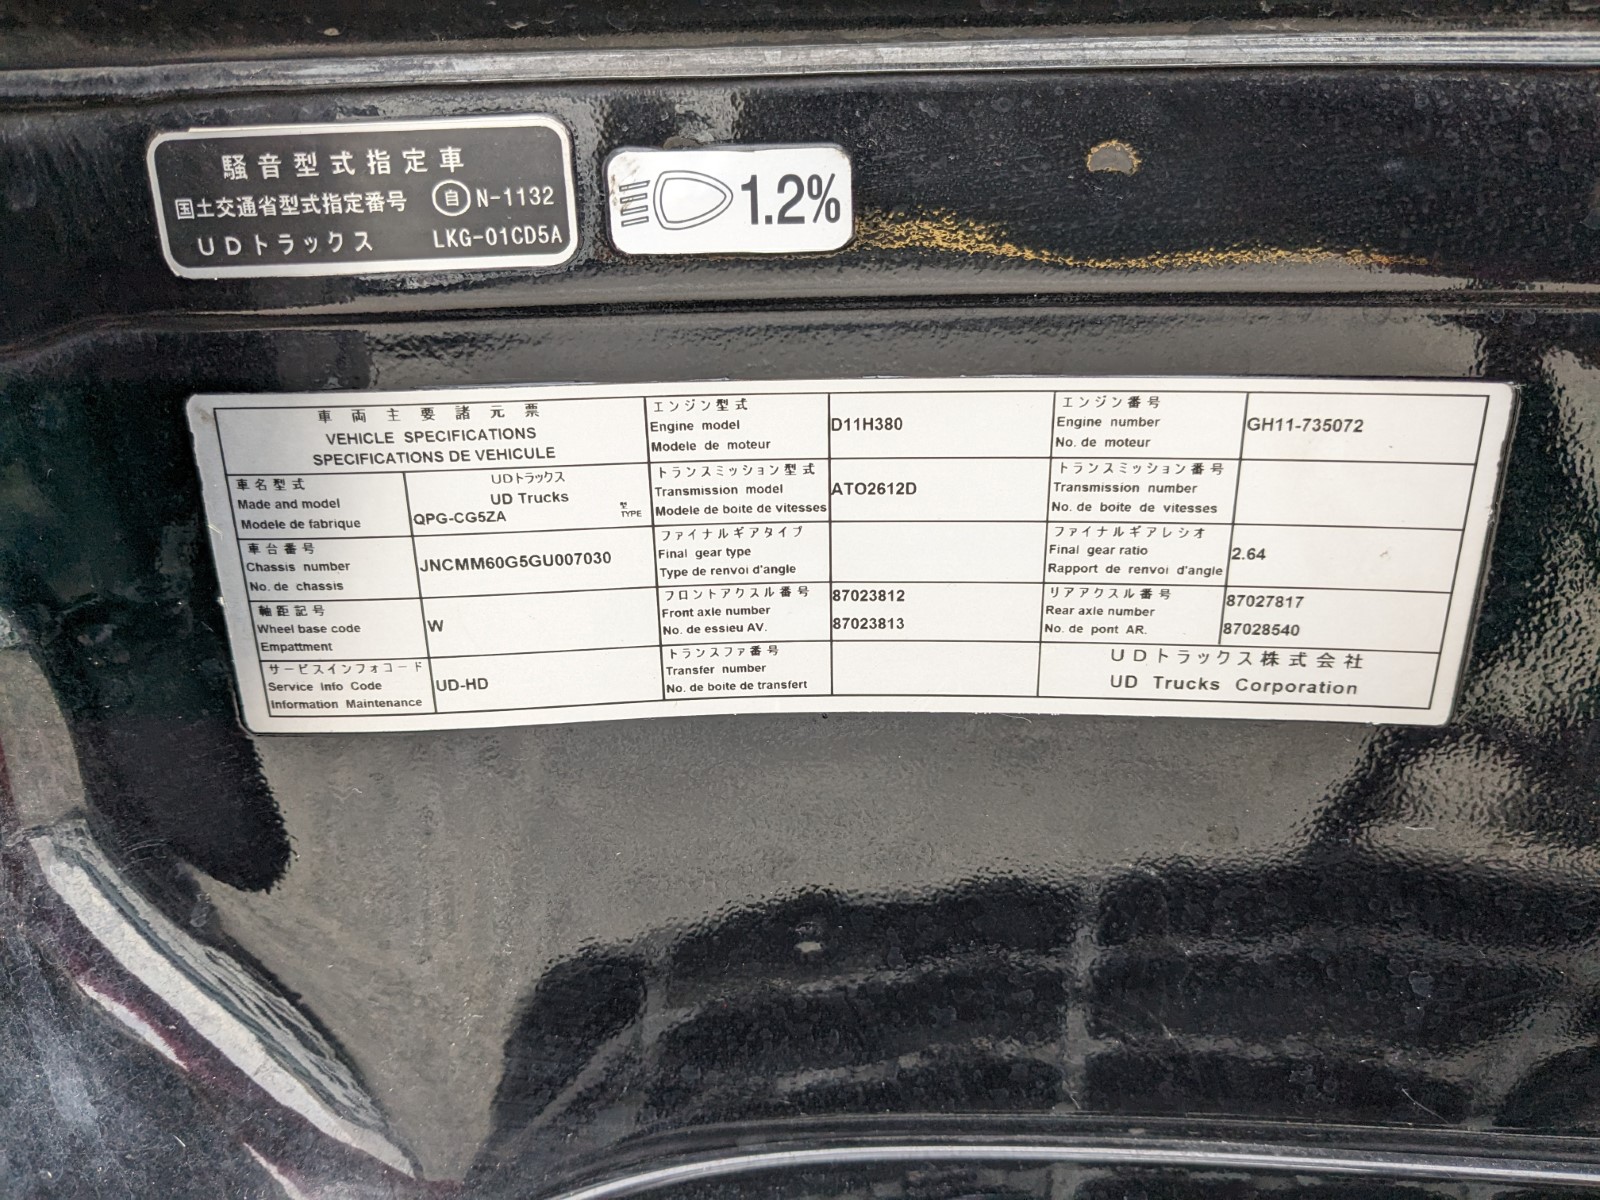 騒音型式指定車
国土交通省型式指定番号 自 N-1132
UDトラックス LKG-01CD5A
1.2%
車両主要諸元票
VEHICLE SPECIFICATIONS
SPECIFICATIONS DE VEHICULE
車名型式
Made and model
Modele de fabrique
UDトラックス
UD Trucks
QPG-CG5ZA
型
TYPE
車台番号
Chassis number
No. de chassis
JNCMM60G5GU007030
軸距記号
Wheel base code
Empattment
W
サービスインフォコード
Service Info Code
Information Maintenance
UD-HD
エンジン型式
Engine model
Modele de moteur
D11H380
トランスミッション型式
Transmission model
Modele de boite de vitesses
ATO2612D
ファイナルギアタイプ
Final gear type
Type de renvoi d'angle
フロントアクスル番号
Front axle number
No. de essieu AV.
87023812
87023813
トランスファ番号
Transfer number
No. de boite de transfert
エンジン番号
Engine number
No. de moteur
GH11-735072
トランスミッション番号
Transmission number
No. de boite de vitesses
ファイナルギアレシオ
Final gear ratio
Rapport de renvoi d'angle
2.64
リアアクスル番号
Rear axle number
No. de pont AR.
87027817
87028540
UDトラックス株式会社
UD Trucks Corporation